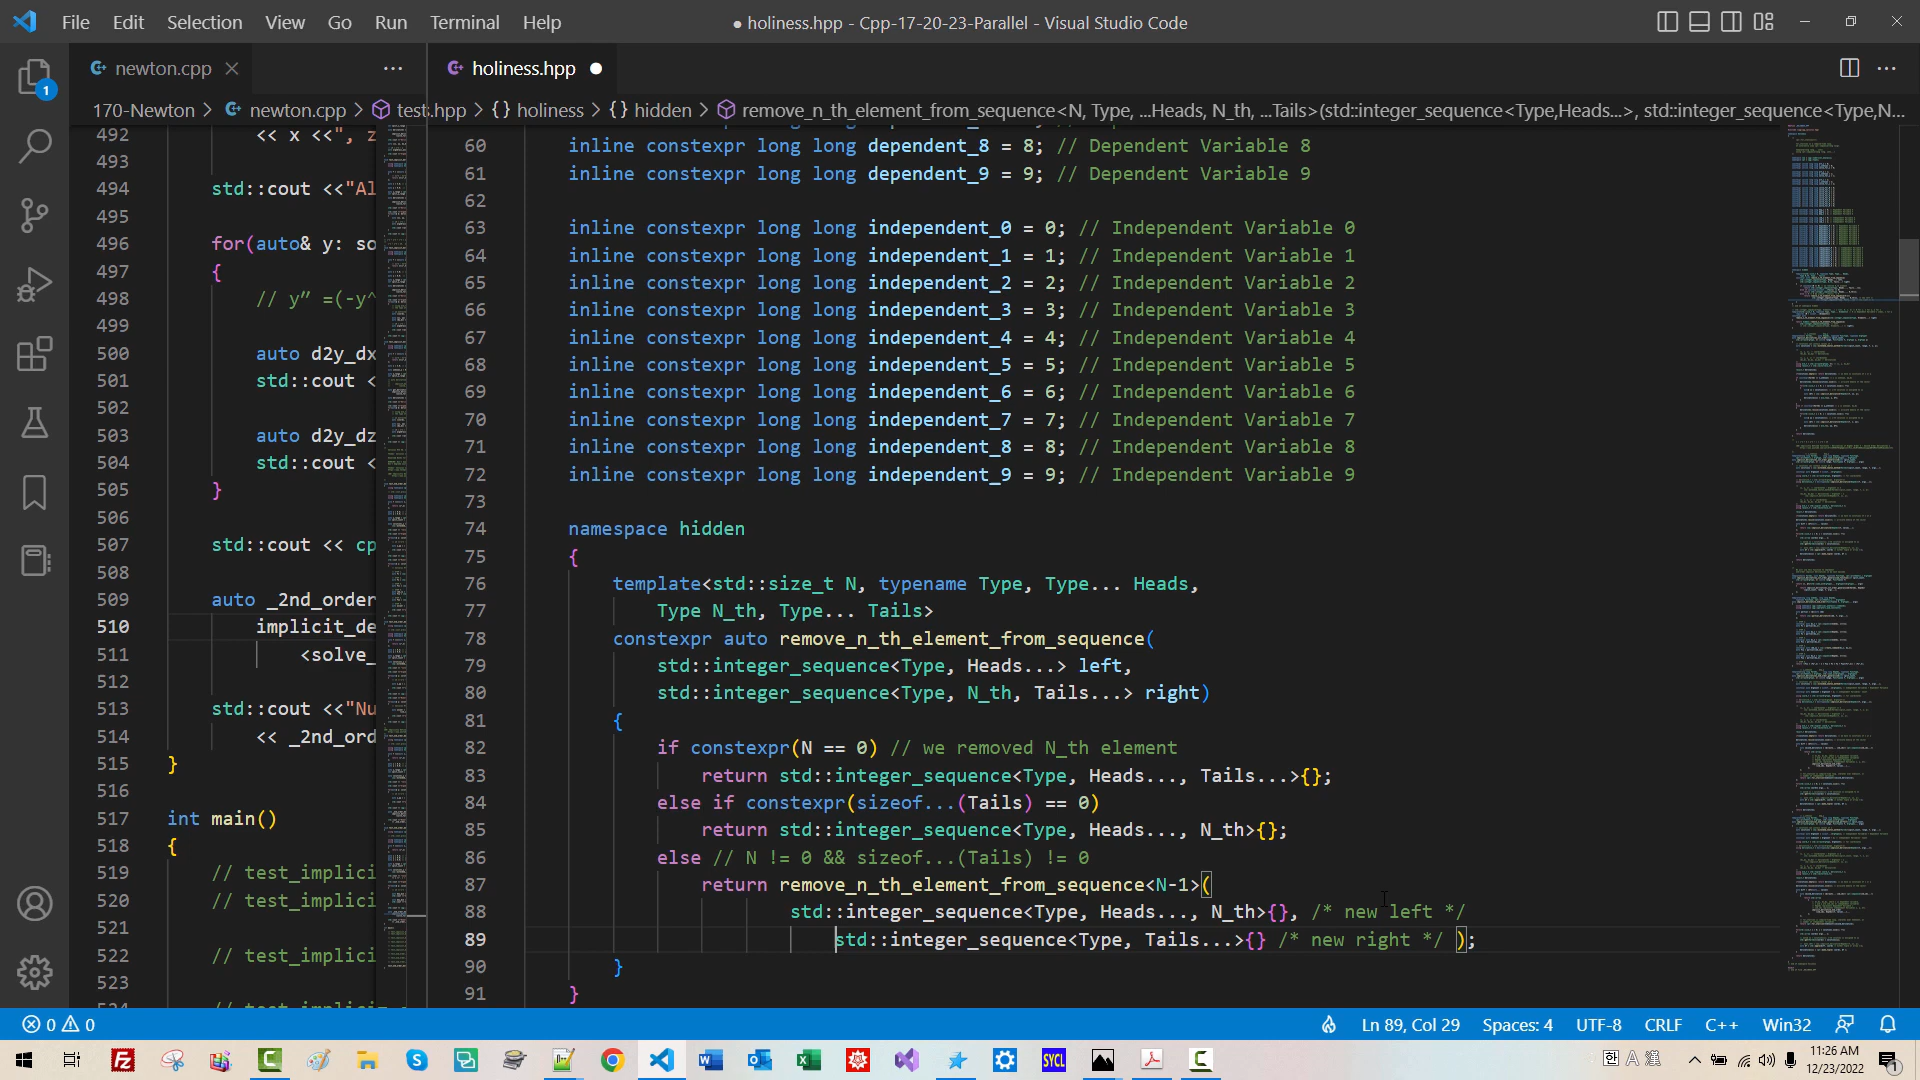 File Edit Selection View Go Run Terminal Help
● holiness.hpp - Cpp-17-20-23-Parallel - Visual Studio Code
newton.cpp
170-Newton > newton.cpp > test
492 << x <<", z
493
494 std::cout <<"Al
495
496 for(auto& y: so
497 {
498 // y” =(-y^
499
500 auto d2y_dx
501 std::cout <
502
503 auto d2y_dz
504 std::cout <
505 }
506
507 std::cout << cp
508
509 auto _2nd_order
510 implicit_de
511 <solve_
512
513 std::cout <<"Nu
514 << _2nd_ord
515 }
516
517 int main()
518 {
519 // test_implici
520 // test_implici
521
522 // test_implici
523
holiness.hpp ●
.hpp > {} holiness > {} hidden > remove_n_th_element_from_sequence<N, Type, ...Heads, N_th, ...Tails>(std::integer_sequence<Type,Heads...>, std::integer_sequence<Type,N...
60 inline constexpr long long dependent_8 = 8; // Dependent Variable 8
61 inline constexpr long long dependent_9 = 9; // Dependent Variable 9
62
63 inline constexpr long long independent_0 = 0; // Independent Variable 0
64 inline constexpr long long independent_1 = 1; // Independent Variable 1
65 inline constexpr long long independent_2 = 2; // Independent Variable 2
66 inline constexpr long long independent_3 = 3; // Independent Variable 3
67 inline constexpr long long independent_4 = 4; // Independent Variable 4
68 inline constexpr long long independent_5 = 5; // Independent Variable 5
69 inline constexpr long long independent_6 = 6; // Independent Variable 6
70 inline constexpr long long independent_7 = 7; // Independent Variable 7
71 inline constexpr long long independent_8 = 8; // Independent Variable 8
72 inline constexpr long long independent_9 = 9; // Independent Variable 9
73
74 namespace hidden
75 {
76 template<std::size_t N, typename Type, Type... Heads,
77 Type N_th, Type... Tails>
78 constexpr auto remove_n_th_element_from_sequence(
79 std::integer_sequence<Type, Heads...> left,
80 std::integer_sequence<Type, N_th, Tails...> right)
81 {
82 if constexpr(N == 0) // we removed N_th element
83 return std::integer_sequence<Type, Heads..., Tails...>{};
84 else if constexpr(sizeof...(Tails) == 0)
85 return std::integer_sequence<Type, Heads..., N_th>{};
86 else // N != 0 && sizeof...(Tails) != 0
87 return remove_n_th_element_from_sequence<N-1>(
88 std::integer_sequence<Type, Heads..., N_th>{}, /* new left */
89 std::integer_sequence<Type, Tails...>{} /* new right */ );
90 }
91 }
0 0 Ln 89, Col 29 Spaces: 4 UTF-8 CRLF C++ Win32
SYCL 한 A 漢 11:26 AM
12/23/2022